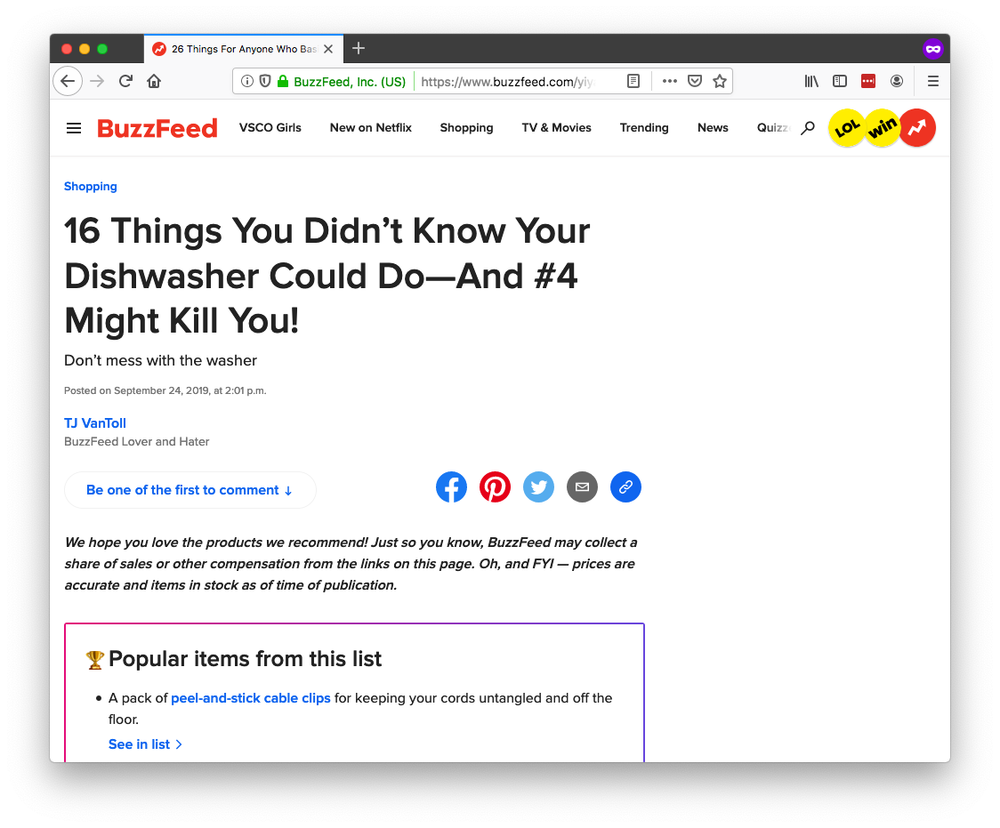 26 Things For Anyone Who Bas
BuzzFeed, Inc. (US)
https://www.buzzfeed.com/yiy
BuzzFeed
VSCO Girls
New on Netflix
Shopping
TV & Movies
Trending
News
Quizze
LOL
win
Shopping
16 Things You Didn’t Know Your
Dishwasher Could Do—And #4
Might Kill You!
Don’t mess with the washer
Posted on September 24, 2019, at 2:01 p.m.
TJ VanToll
BuzzFeed Lover and Hater
Be one of the first to comment ↓
We hope you love the products we recommend! Just so you know, BuzzFeed may collect a
share of sales or other compensation from the links on this page. Oh, and FYI — prices are
accurate and items in stock as of time of publication.
🏆 Popular items from this list
• A pack of peel-and-stick cable clips for keeping your cords untangled and off the
floor.
See in list >